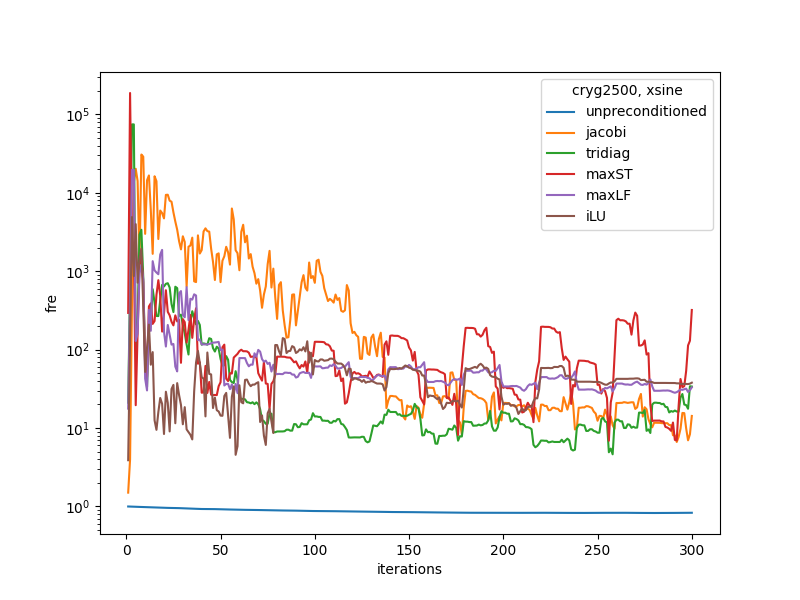 cryg2500, xsine
unpreconditioned
jacobi
tridiag
maxST
maxLF
iLU
fre
10^5
10^4
10^3
10^2
10^1
10^0
0 50 100 150 200 250 300
iterations